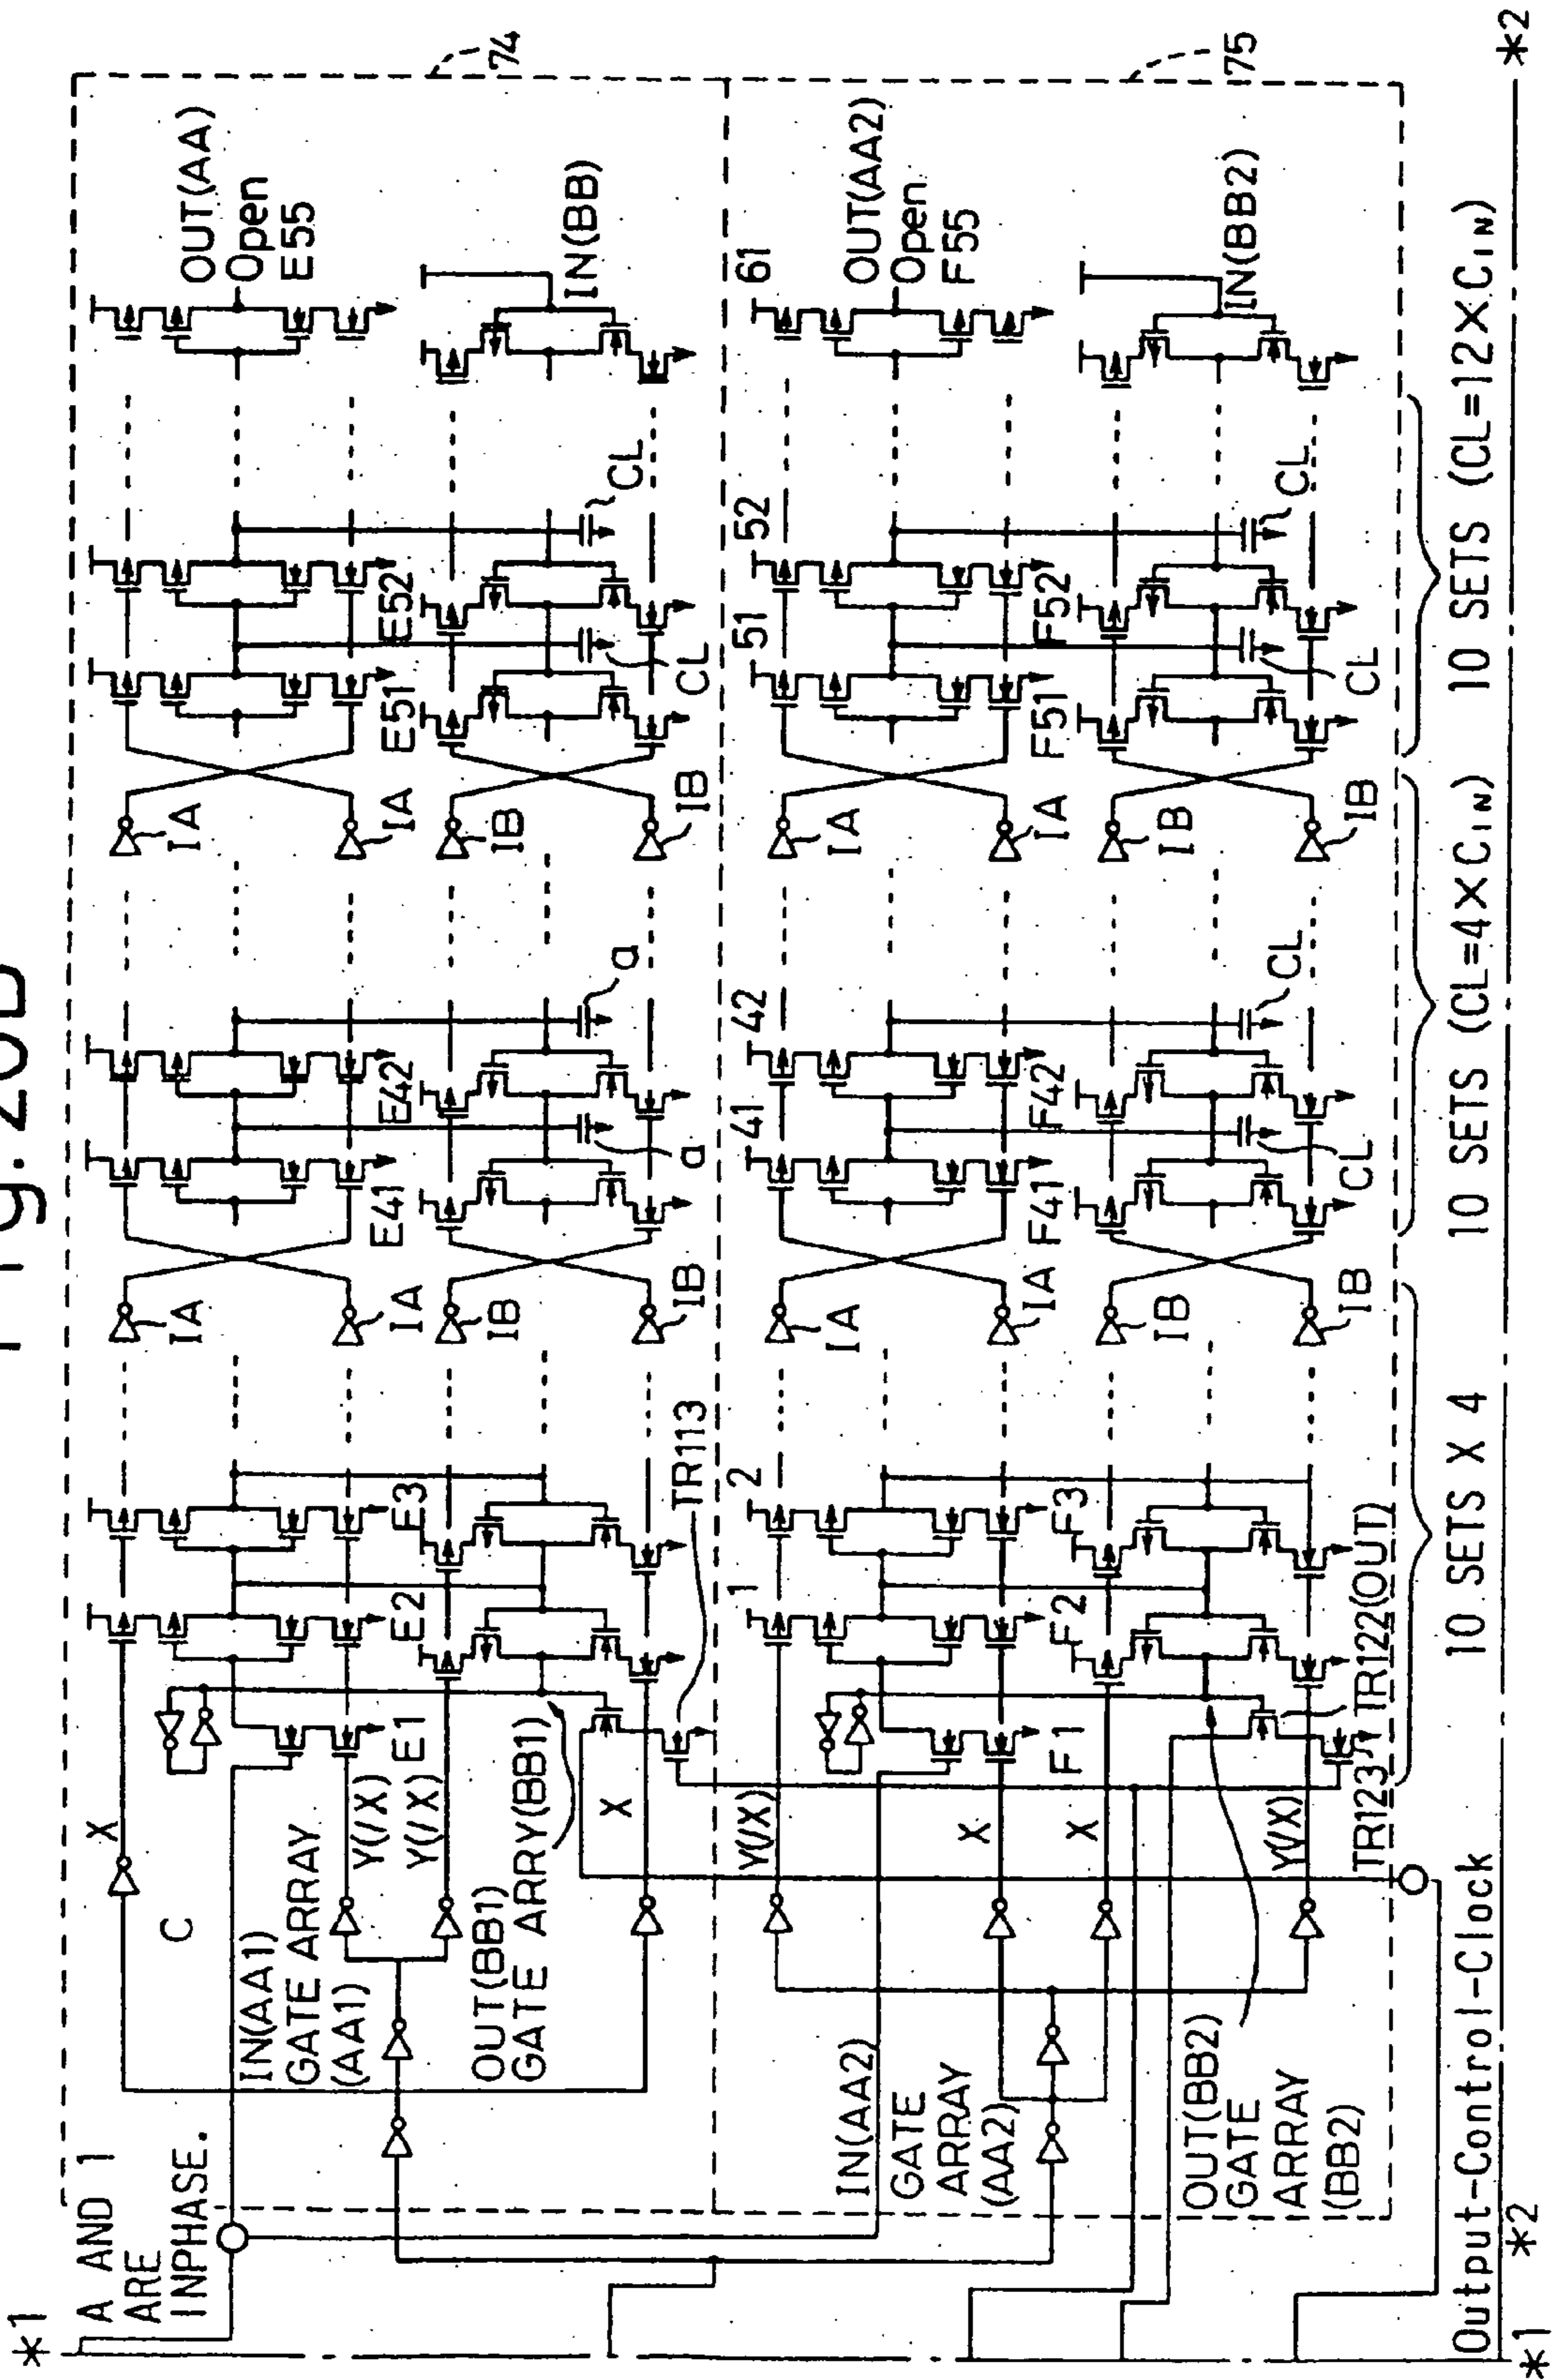 Fig. 20B
*1
A AND 1
ARE
INPHASE.
C
X
IN(AA1)
GATE ARRAY
(AA1)
Y(/X)
Y(/X)
OUT(BB1)
GATE ARRY(BB1)
X
E1
E2
E3
TR113
IA
IA
IB
IB
E41
E42
a
a
IA
IA
IB
IB
E51
E52
CL
CL
OUT(AA)
Open
E55
IN(BB)
74
IN(AA2)
GATE
ARRAY
(AA2)
Y(/X)
X
X
Y(/X)
OUT(BB2)
GATE
ARRAY
(BB2)
1
2
F1
F2
F3
TR122(OUT)
TR123
IA
IA
IB
IB
41
42
F41
F42
CL
CL
IA
IA
IB
IB
51
52
F51
F52
CL
CL
61
OUT(AA2)
Open
F55
IN(BB2)
75
10 SETS X 4
10 SETS (CL=4×CIN)
10 SETS (CL=12×CIN)
Output-Control-Clock
*1
*2
*2